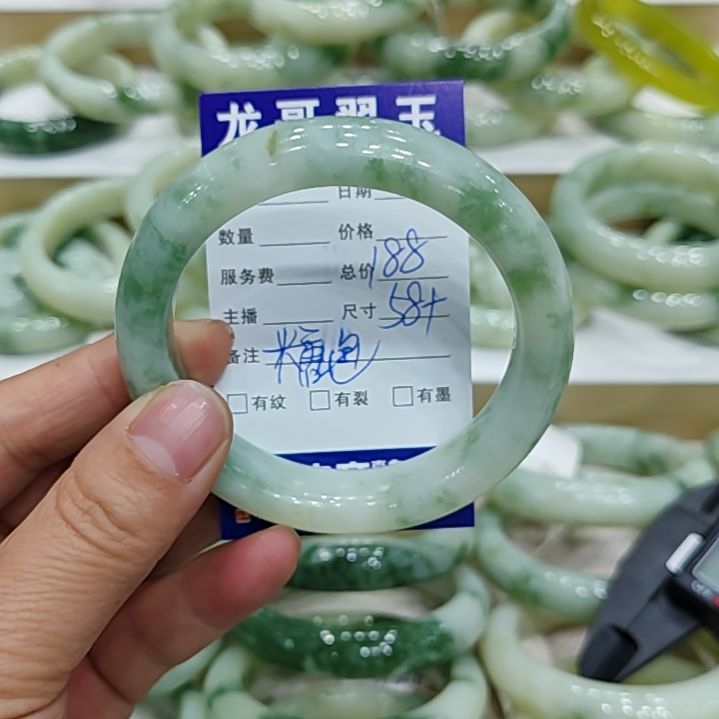 龙哥翠玉
日期
数量 价格
服务费 总价 188
主播 尺寸 58+
备注
有纹 有裂 有墨